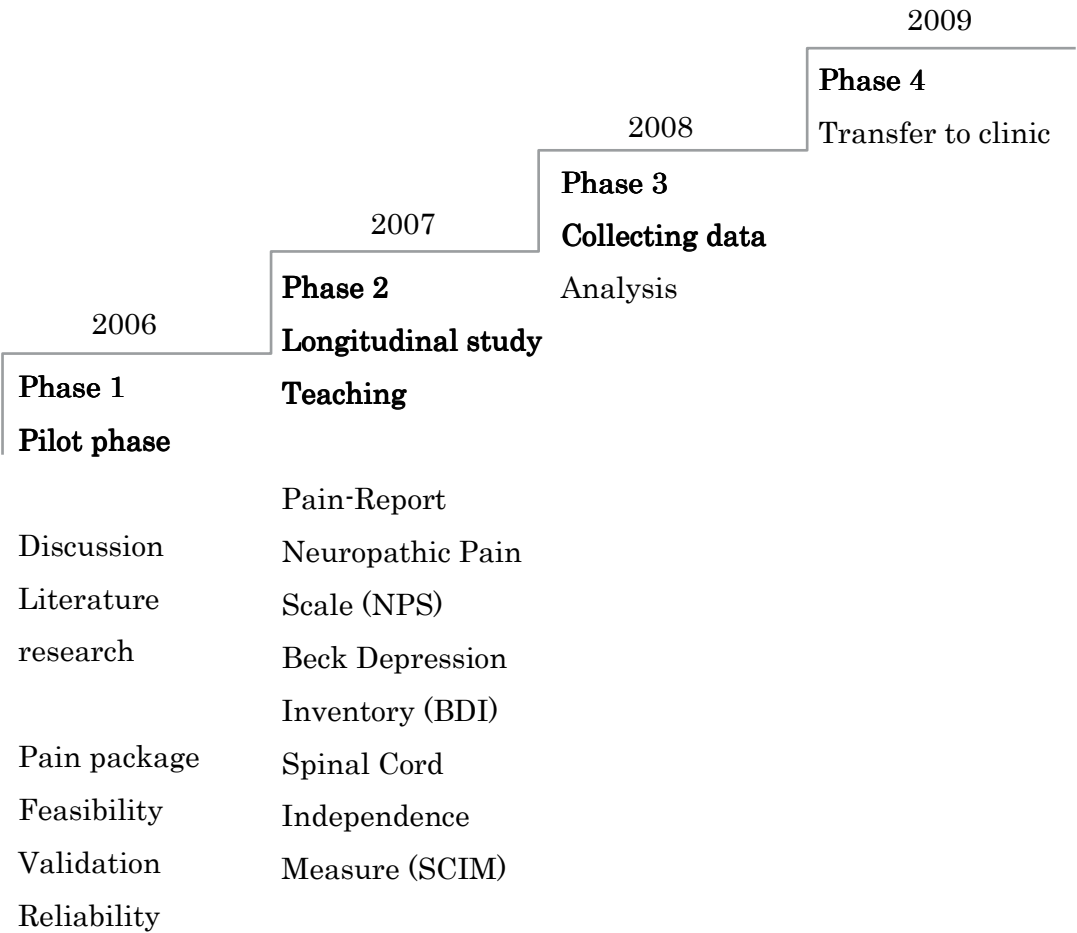 2006
Phase 1
Pilot phase
Discussion
Literature
research
Pain package
Feasibility
Validation
Reliability
2007
Phase 2
Longitudinal study
Teaching
Pain-Report
Neuropathic Pain
Scale (NPS)
Beck Depression
Inventory (BDI)
Spinal Cord
Independence
Measure (SCIM)
2008
Phase 3
Collecting data
Analysis
2009
Phase 4
Transfer to clinic